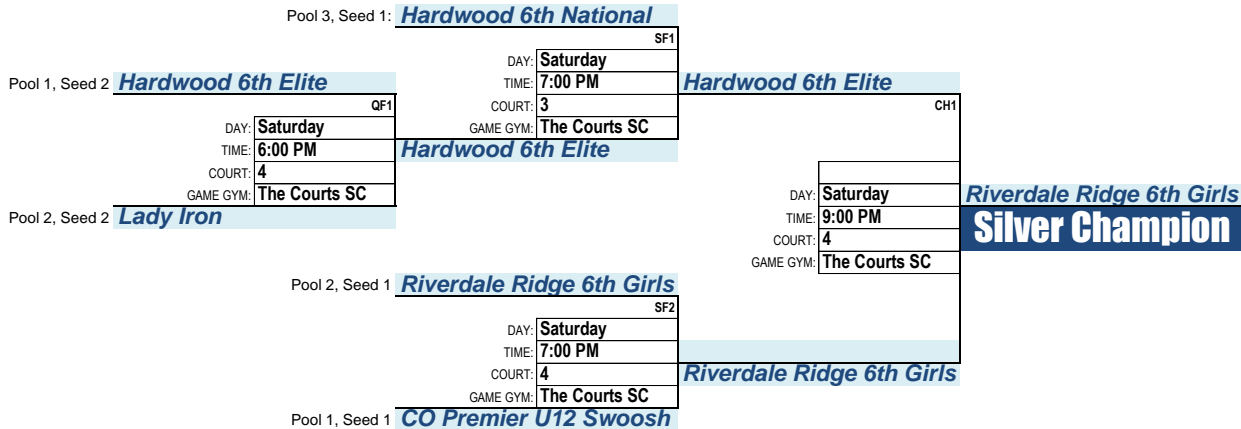 Pool 3, Seed 1: Hardwood 6th National
SF1
DAY: Saturday
TIME: 7:00 PM
COURT: 3
GAME GYM: The Courts SC
Pool 1, Seed 2 Hardwood 6th Elite
QF1
DAY: Saturday
TIME: 6:00 PM
COURT: 4
GAME GYM: The Courts SC
Pool 2, Seed 2 Lady Iron
Hardwood 6th Elite
Hardwood 6th Elite
CH1
DAY: Saturday
TIME: 9:00 PM
COURT: 4
GAME GYM: The Courts SC
Riverdale Ridge 6th Girls
Silver Champion
Pool 2, Seed 1 Riverdale Ridge 6th Girls
SF2
DAY: Saturday
TIME: 7:00 PM
COURT: 4
GAME GYM: The Courts SC
Pool 1, Seed 1 CO Premier U12 Swoosh
Riverdale Ridge 6th Girls